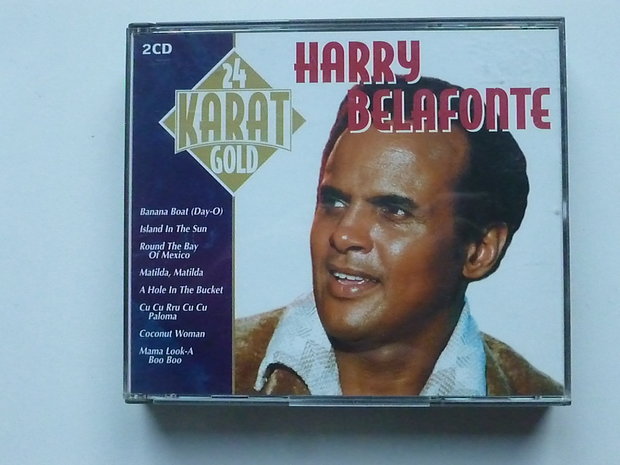 2CD
24
KARAT
GOLD
HARRY
BELAFONTE
Banana Boat (Day-O)
Island In The Sun
Round The Bay
Of Mexico
Matilda, Matilda
A Hole In The Bucket
Cu Cu Rru Cu Cu
Paloma
Coconut Woman
Mama Look-A
Boo Boo